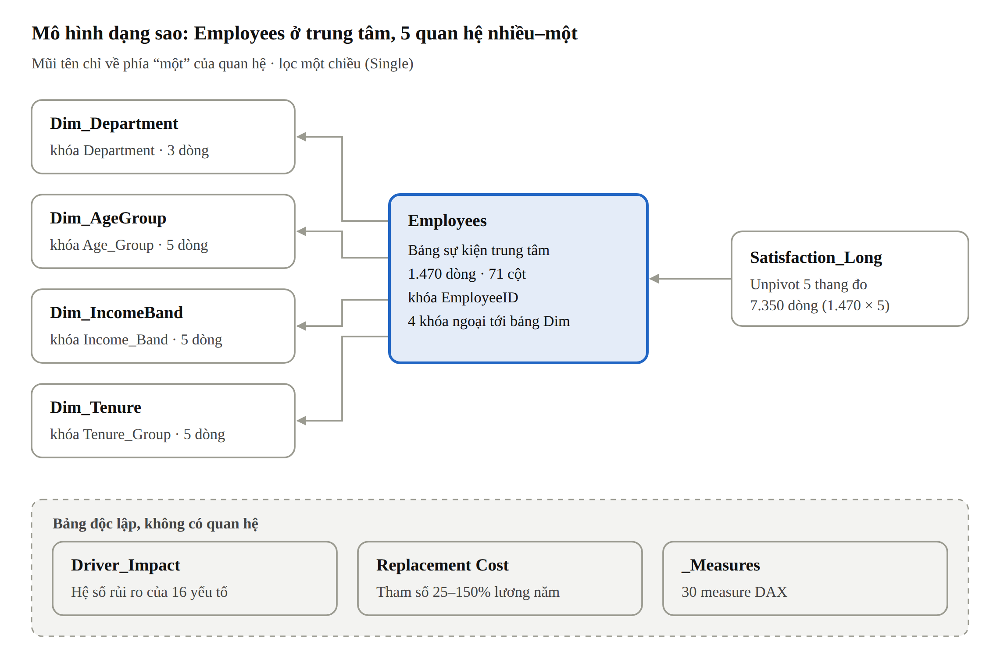 Mô hình dạng sao: Employees ở trung tâm, 5 quan hệ nhiều–một
Mũi tên chỉ về phía “một” của quan hệ · lọc một chiều (Single)
Dim_Department
khóa Department · 3 dòng
Dim_AgeGroup
khóa Age_Group · 5 dòng
Dim_IncomeBand
khóa Income_Band · 5 dòng
Dim_Tenure
khóa Tenure_Group · 5 dòng
Employees
Bảng sự kiện trung tâm
1.470 dòng · 71 cột
khóa EmployeeID
4 khóa ngoại tới bảng Dim
Satisfaction_Long
Unpivot 5 thang đo
7.350 dòng (1.470 × 5)
Bảng độc lập, không có quan hệ
Driver_Impact
Hệ số rủi ro của 16 yếu tố
Replacement Cost
Tham số 25–150% lương năm
_Measures
30 measure DAX